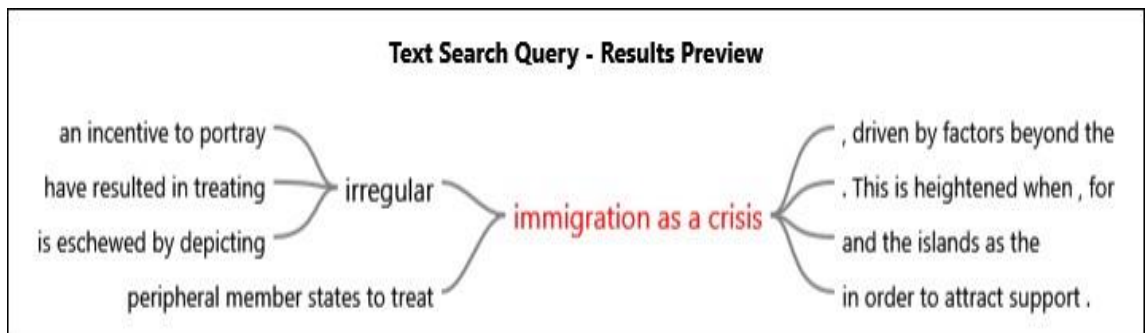 Text Search Query - Results Preview
an incentive to portray
have resulted in treating
is eschewed by depicting
irregular
peripheral member states to treat
immigration as a crisis
, driven by factors beyond the
. This is heightened when , for
and the islands as the
in order to attract support .